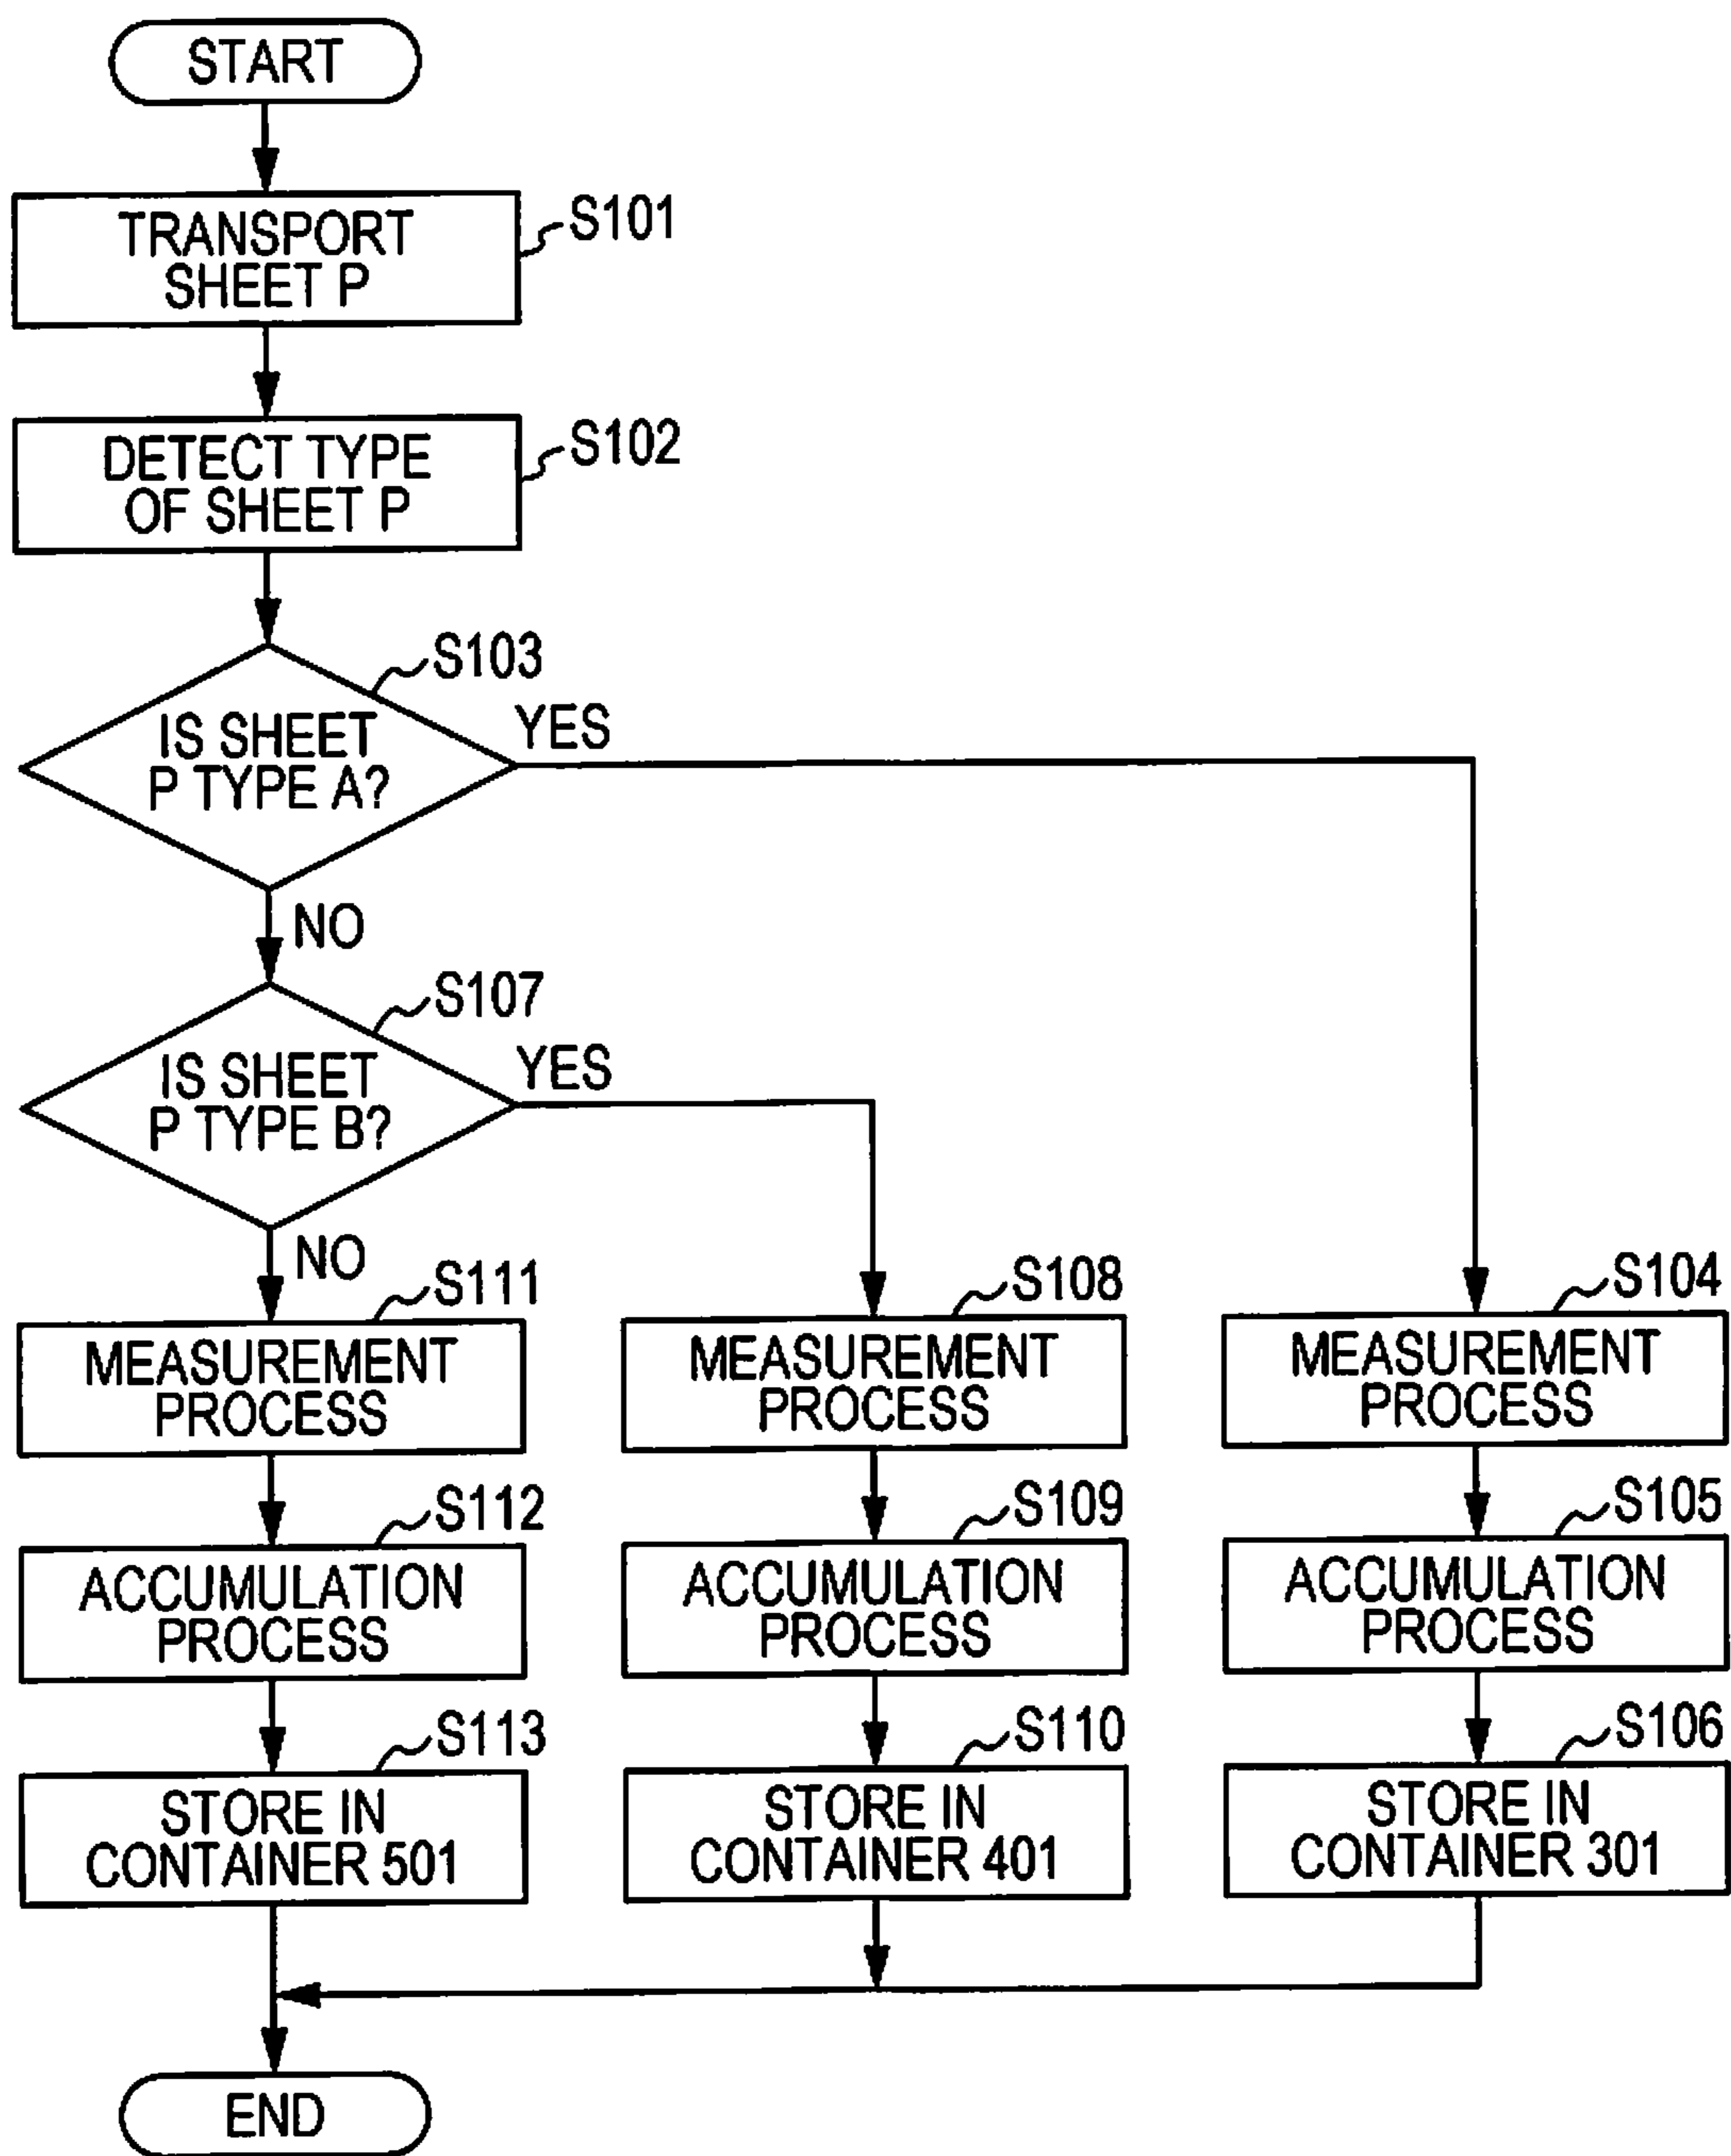 START
TRANSPORT
SHEET P
S101
DETECT TYPE
OF SHEET P
S102
S103
IS SHEET
P TYPE A?
YES
NO
S107
IS SHEET
P TYPE B?
YES
NO
S111
MEASUREMENT
PROCESS
S108
MEASUREMENT
PROCESS
S104
MEASUREMENT
PROCESS
S112
ACCUMULATION
PROCESS
S109
ACCUMULATION
PROCESS
S105
ACCUMULATION
PROCESS
S113
STORE IN
CONTAINER 501
S110
STORE IN
CONTAINER 401
S106
STORE IN
CONTAINER 301
END